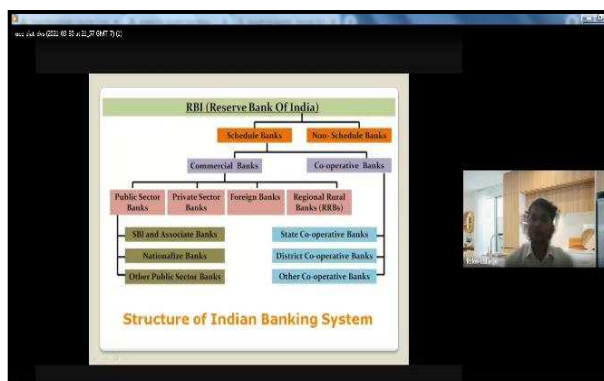 RBI (Reserve Bank Of India)
Schedule Banks
Non- Schedule Banks
Commercial Banks
Co-operative Banks
Public Sector
Banks
Private Sector
Banks
Foreign Banks
Regional Rural
Banks (RRBs)
SBI and Associate Banks
Nationalize Banks
Other Public Sector Banks
State Co-operative Banks
District Co-operative Banks
Other Co-operative Banks
Structure of Indian Banking System